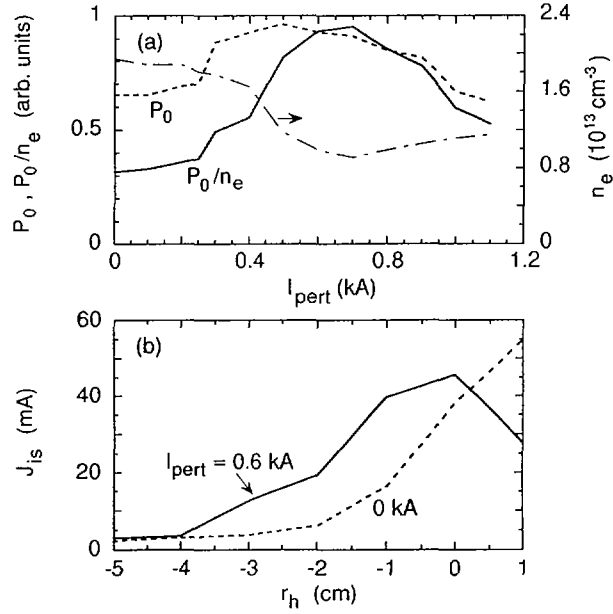 (a)
P0 , P0/ne (arb. units)
1
0.5
0
P0
P0/ne
2.4
1.6
0.8
0
ne (10^13 cm^-3)
0 0.4 0.8 1.2
Ipert (kA)
(b)
Jis (mA)
60
40
20
0
Ipert = 0.6 kA
0 kA
-5 -4 -3 -2 -1 0 1
rh (cm)